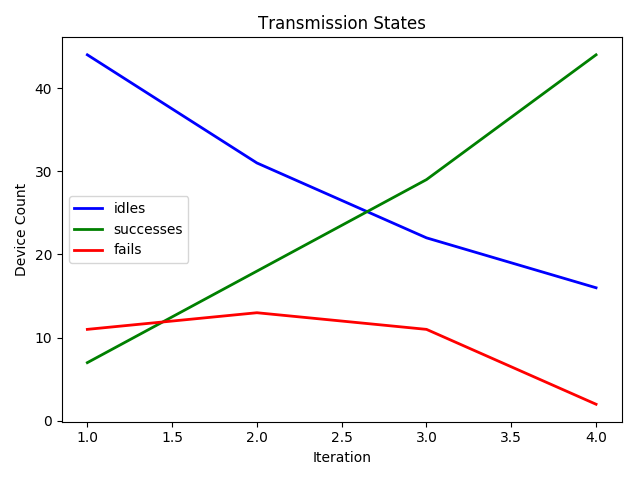 Transmission States
Device Count
40
30
20
10
0
idles
successes
fails
1.0 1.5 2.0 2.5 3.0 3.5 4.0
Iteration